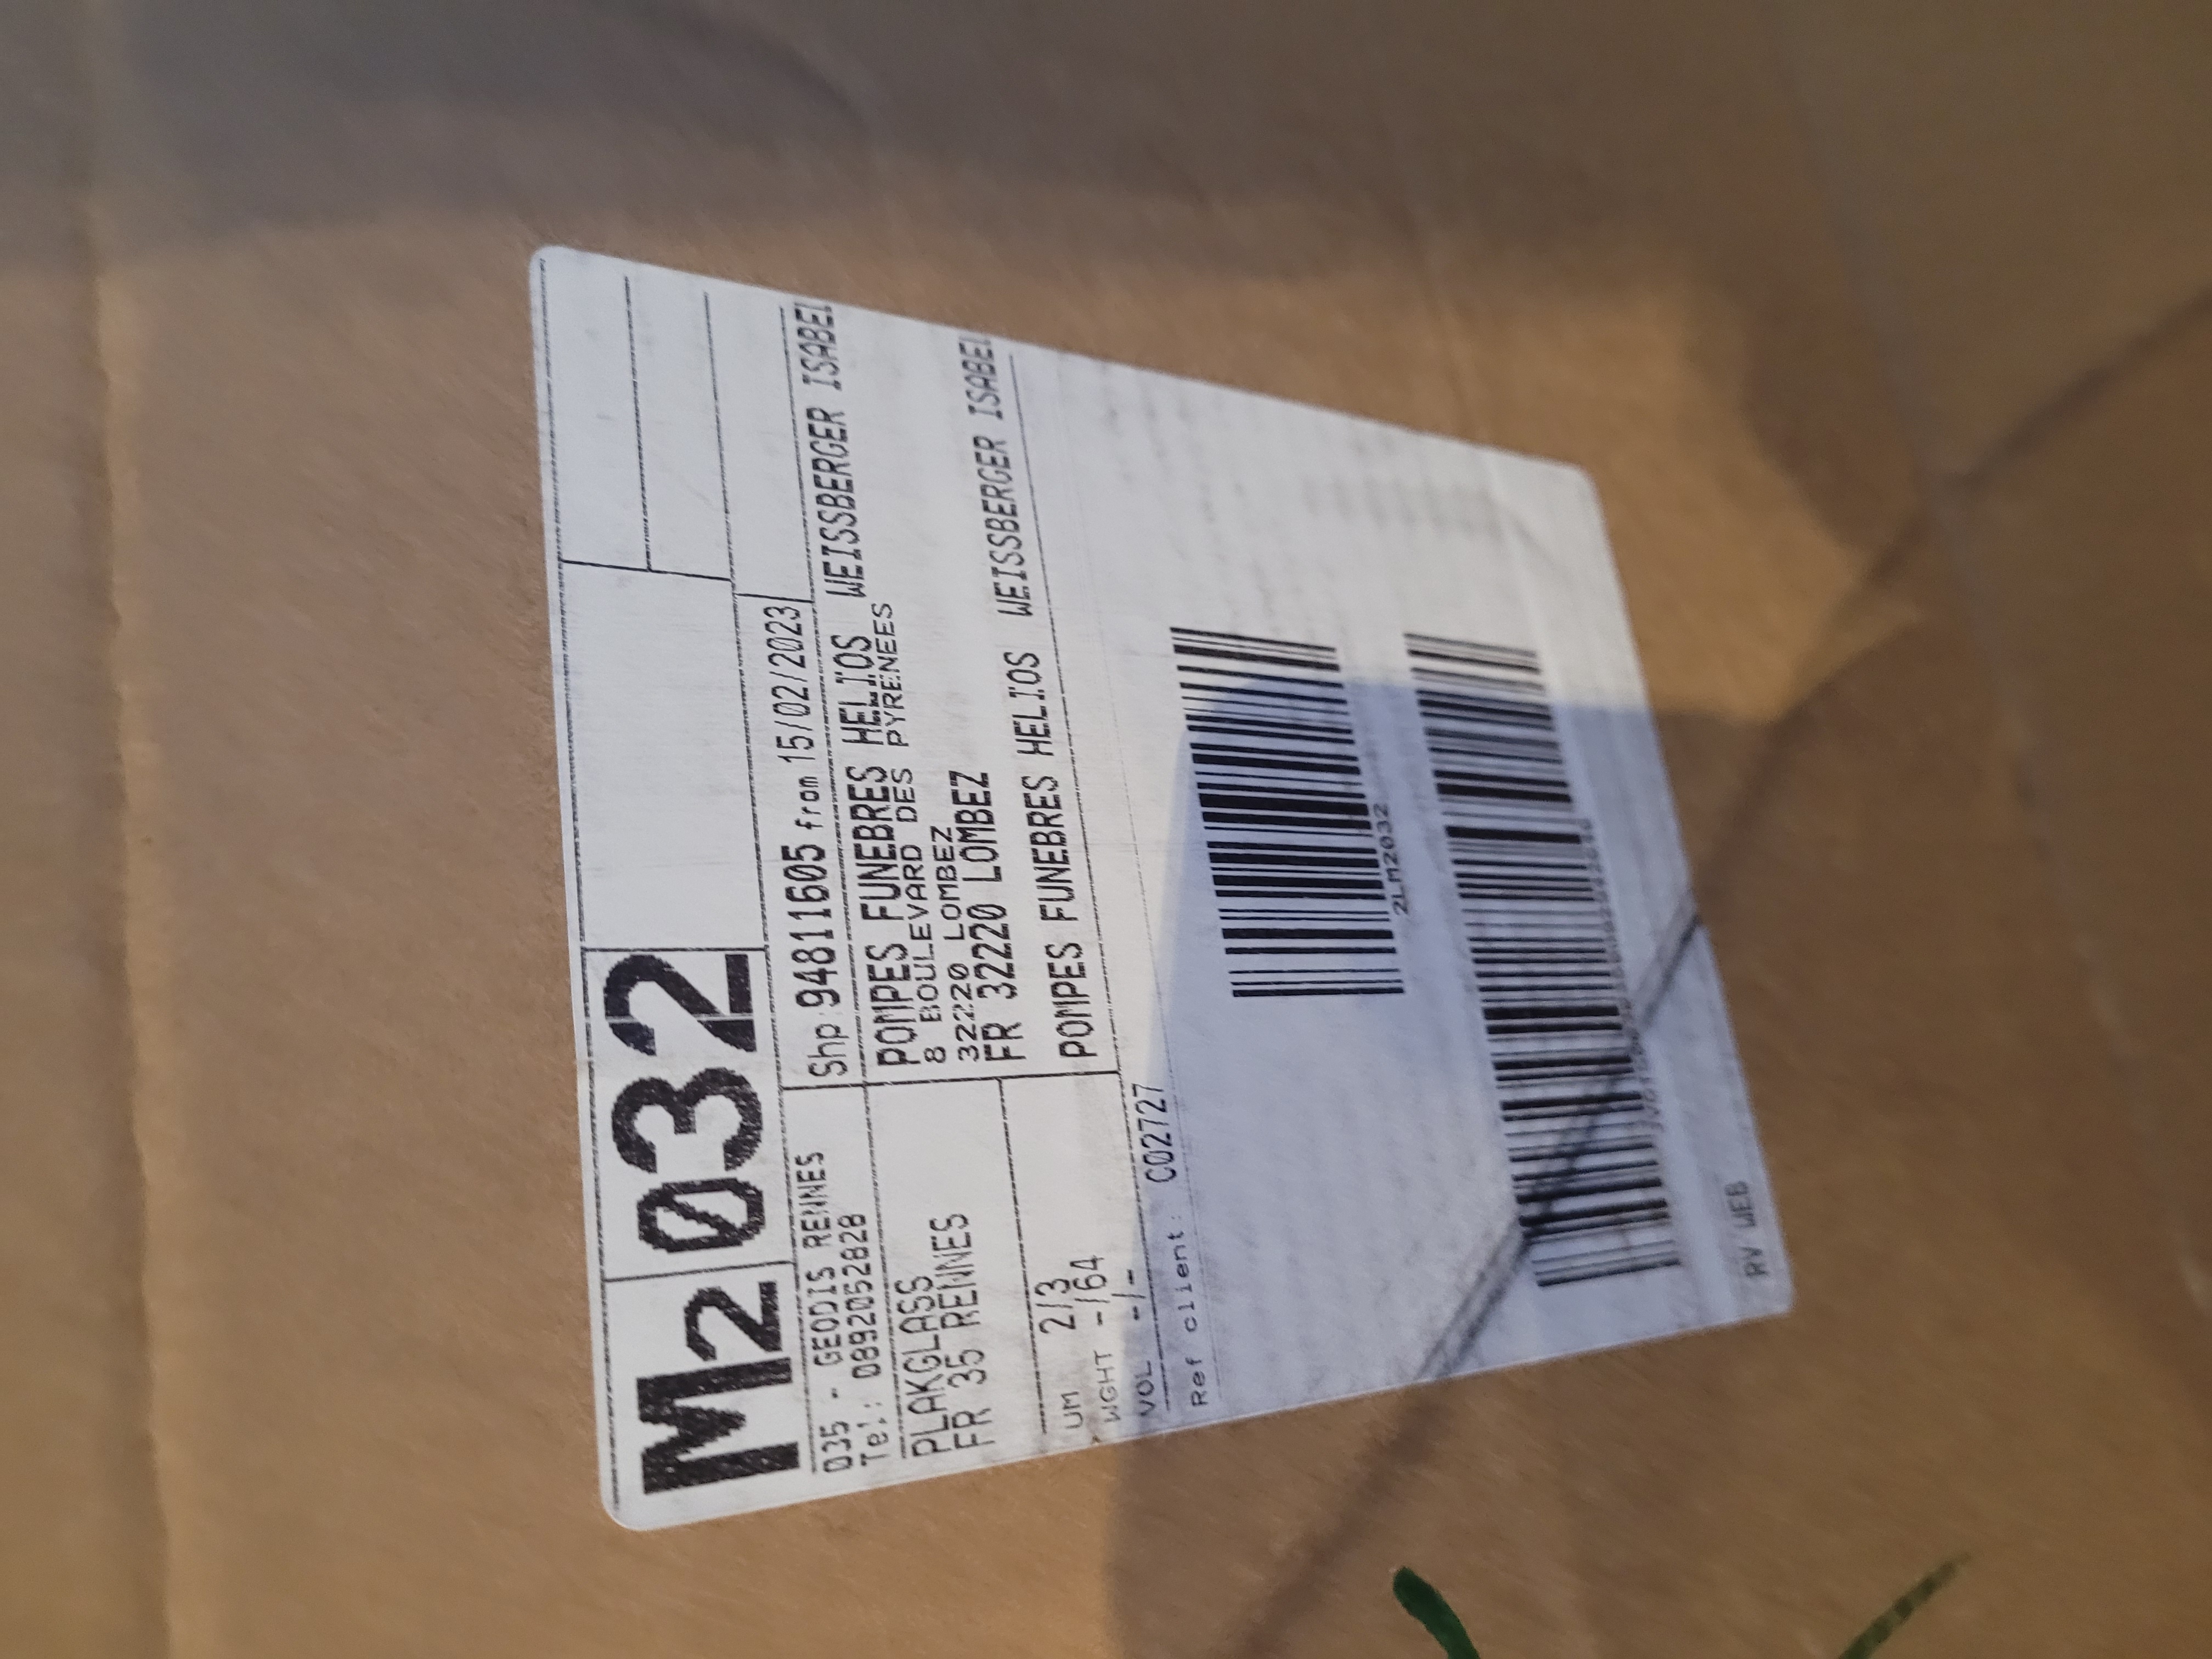 M2 032
Shp 94811605 from 15/02/2023
035 - GEODIS RENNES
Tel: 0892052828
PLAKGLASS
FR 35 RENNES
POMPES FUNEBRES HELIOS WEISSBERGER ISABEL
8 BOULEVARD DES PYRENEES
32220 LOMBEZ
FR 32220 LOMBEZ
UM 2/3
WGHT -/64
VOL -/-
POMPES FUNEBRES HELIOS WEISSBERGER ISABEL
Ref client: C02727
2LM2032
RV WEB